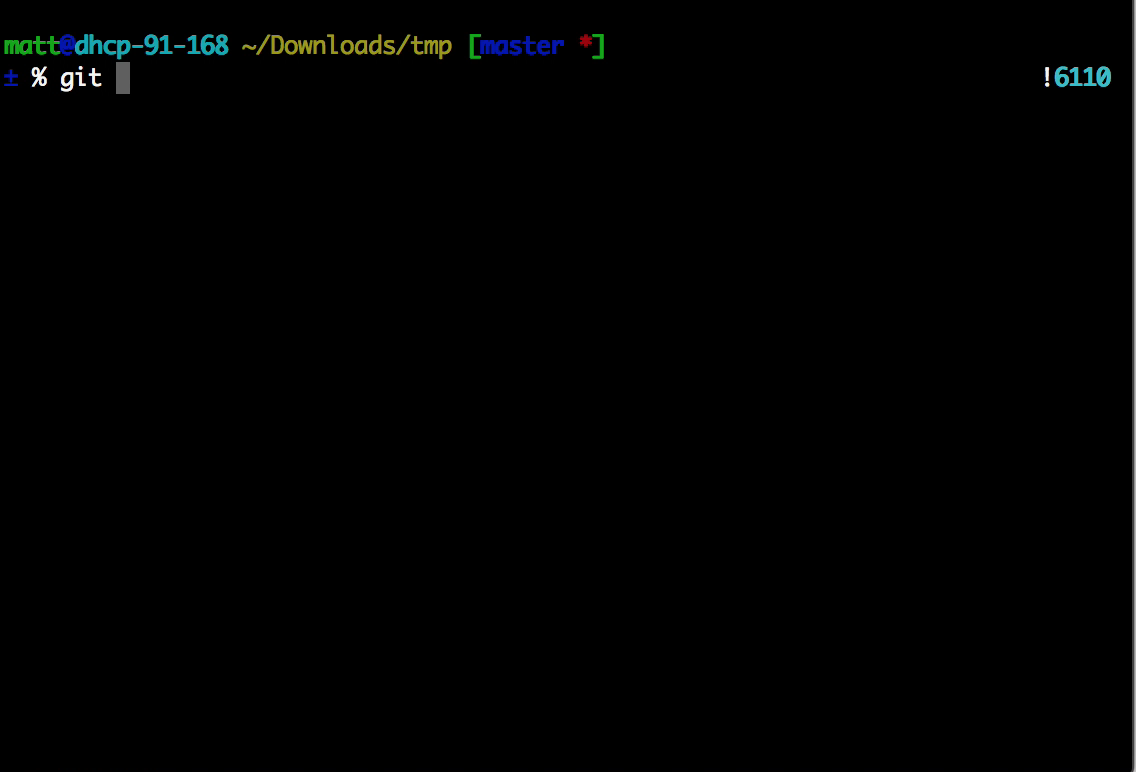 matt@dhcp-91-168 ~/Downloads/tmp [master *]
± % git !6110